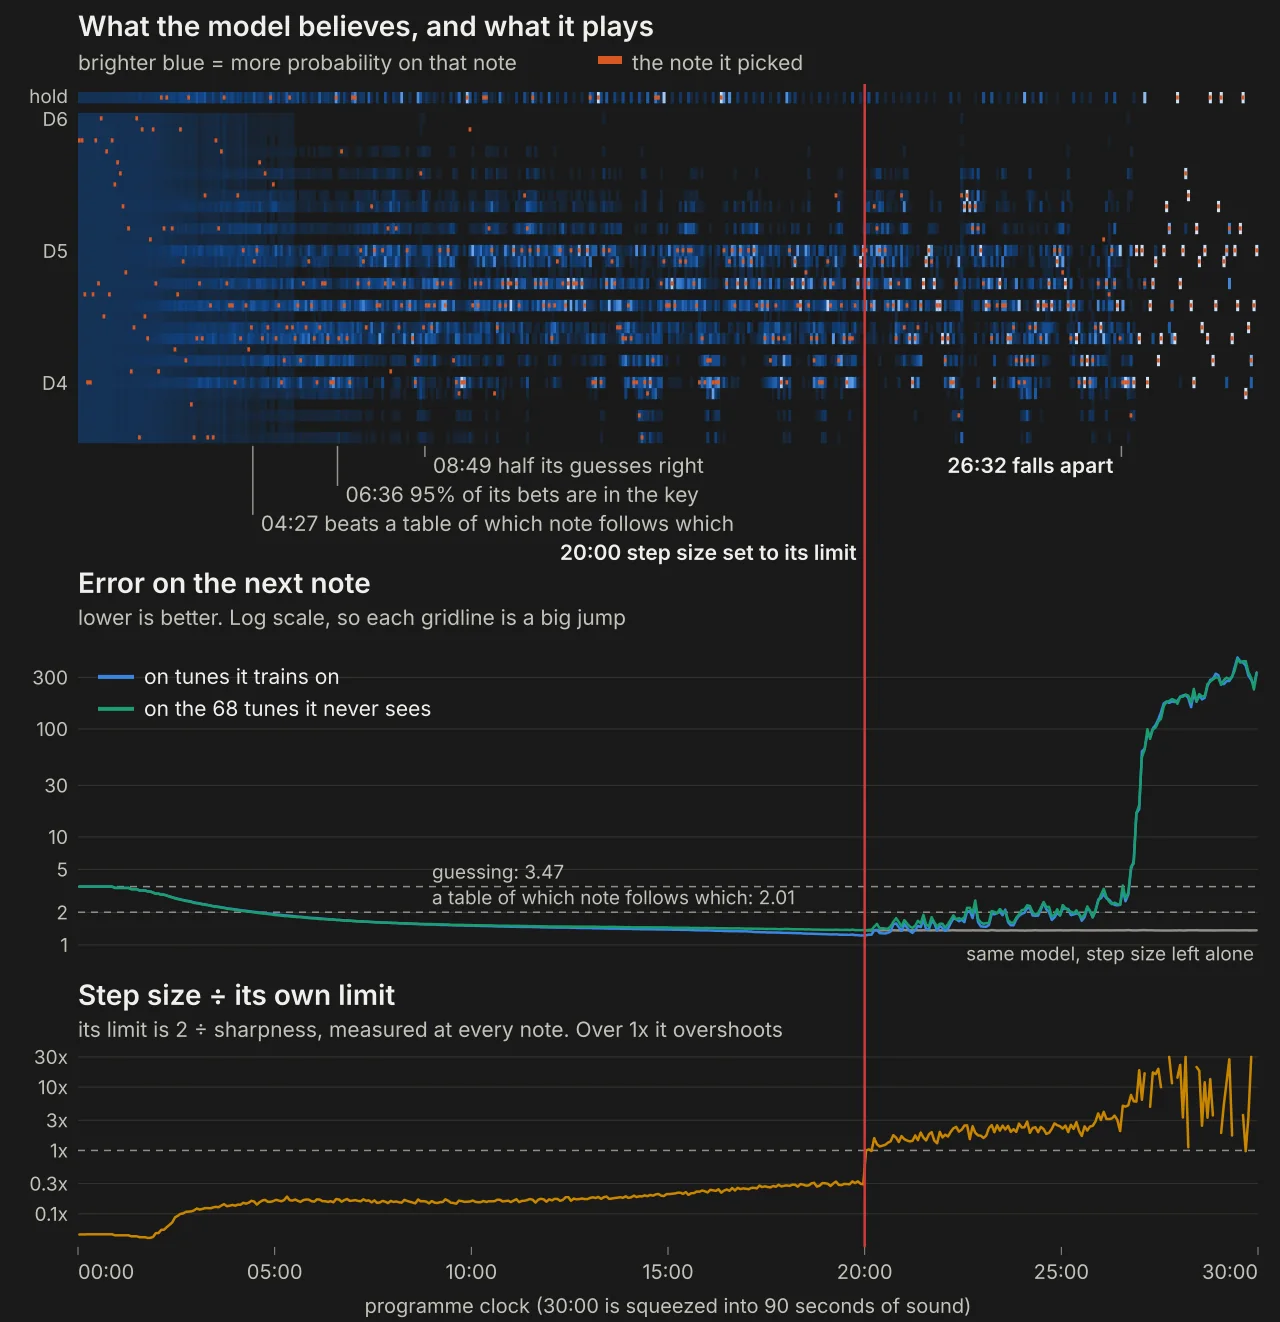 What the model believes, and what it plays
brighter blue = more probability on that note
the note it picked
hold
D6
D5
D4
08:49 half its guesses right
26:32 falls apart
06:36 95% of its bets are in the key
04:27 beats a table of which note follows which
20:00 step size set to its limit
Error on the next note
lower is better. Log scale, so each gridline is a big jump
300
on tunes it trains on
on the 68 tunes it never sees
100
30
10
5
guessing: 3.47
a table of which note follows which: 2.01
2
1
same model, step size left alone
Step size ÷ its own limit
its limit is 2 ÷ sharpness, measured at every note. Over 1x it overshoots
30x
10x
3x
1x
0.3x
0.1x
00:00
05:00
10:00
15:00
20:00
25:00
30:00
programme clock (30:00 is squeezed into 90 seconds of sound)